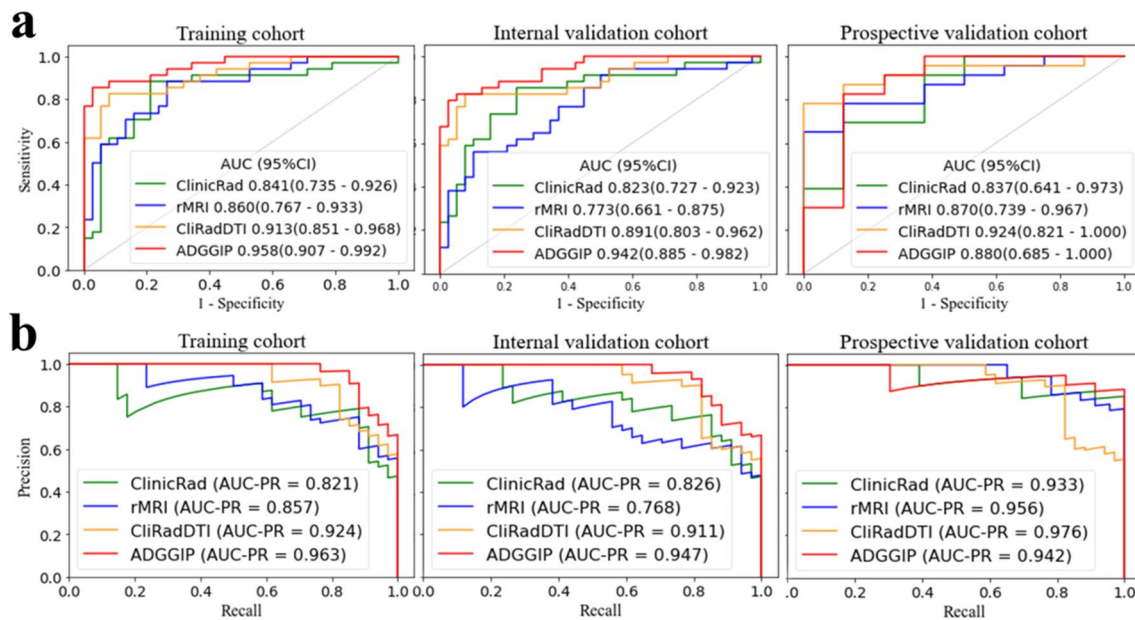 a
Training cohort
Internal validation cohort
Prospective validation cohort
Sensitivity
1.0
0.8
0.6
0.4
0.2
0.0
AUC (95%CI)
ClinicRad 0.841(0.735 - 0.926)
rMRI 0.860(0.767 - 0.933)
CliRadDTI 0.913(0.851 - 0.968)
ADGGIP 0.958(0.907 - 0.992)
0.0 0.2 0.4 0.6 0.8 1.0
1 - Specificity
AUC (95%CI)
ClinicRad 0.823(0.727 - 0.923)
rMRI 0.773(0.661 - 0.875)
CliRadDTI 0.891(0.803 - 0.962)
ADGGIP 0.942(0.885 - 0.982)
0.0 0.2 0.4 0.6 0.8 1.0
1 - Specificity
AUC (95%CI)
ClinicRad 0.837(0.641 - 0.973)
rMRI 0.870(0.739 - 0.967)
CliRadDTI 0.924(0.821 - 1.000)
ADGGIP 0.880(0.685 - 1.000)
0.0 0.2 0.4 0.6 0.8 1.0
1 - Specificity
b
Training cohort
Internal validation cohort
Prospective validation cohort
Precision
1.0
0.8
0.6
0.4
0.2
0.0
ClinicRad (AUC-PR = 0.821)
rMRI (AUC-PR = 0.857)
CliRadDTI (AUC-PR = 0.924)
ADGGIP (AUC-PR = 0.963)
0.0 0.2 0.4 0.6 0.8 1.0
Recall
ClinicRad (AUC-PR = 0.826)
rMRI (AUC-PR = 0.768)
CliRadDTI (AUC-PR = 0.911)
ADGGIP (AUC-PR = 0.947)
0.0 0.2 0.4 0.6 0.8 1.0
Recall
ClinicRad (AUC-PR = 0.933)
rMRI (AUC-PR = 0.956)
CliRadDTI (AUC-PR = 0.976)
ADGGIP (AUC-PR = 0.942)
0.2 0.4 0.6 0.8 1.0
Recall